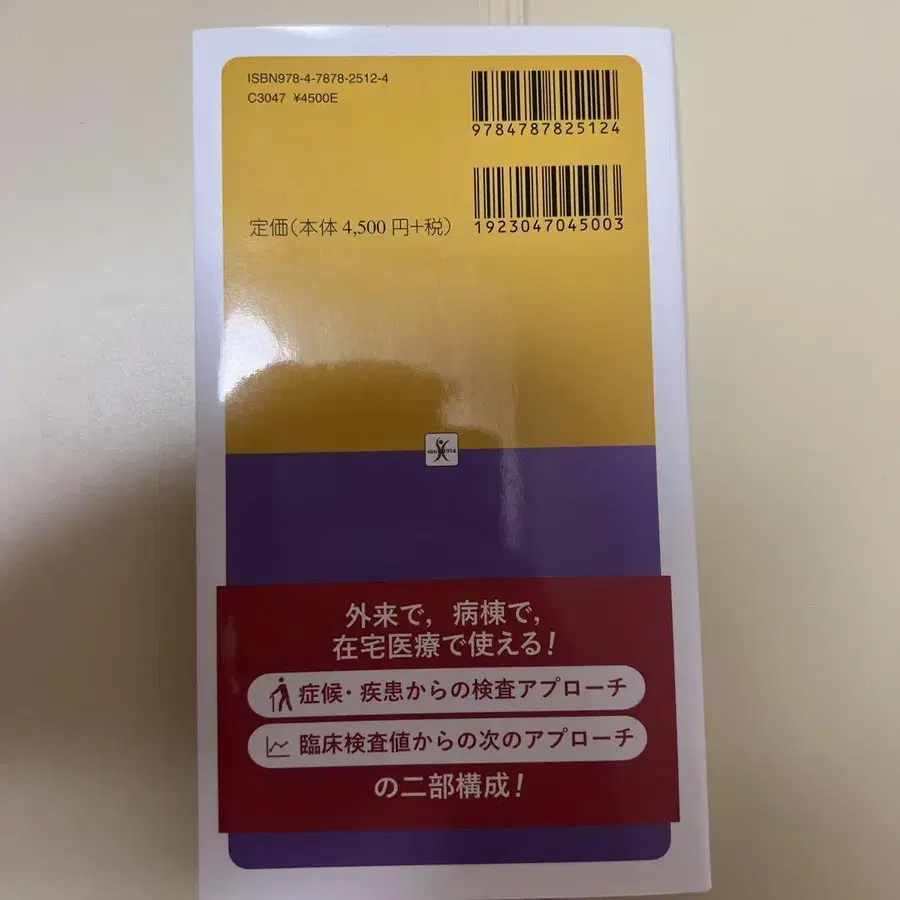 ISBN978-4-7878-2512-4
C3047 ¥4500E
9784787825124
定価(本体 4,500 円+税)
1923047045003
since 1914
外来で，病棟で，
在宅医療で使える!
症候・疾患からの検査アプローチ
臨床検査値からの次のアプローチ
の二部構成!